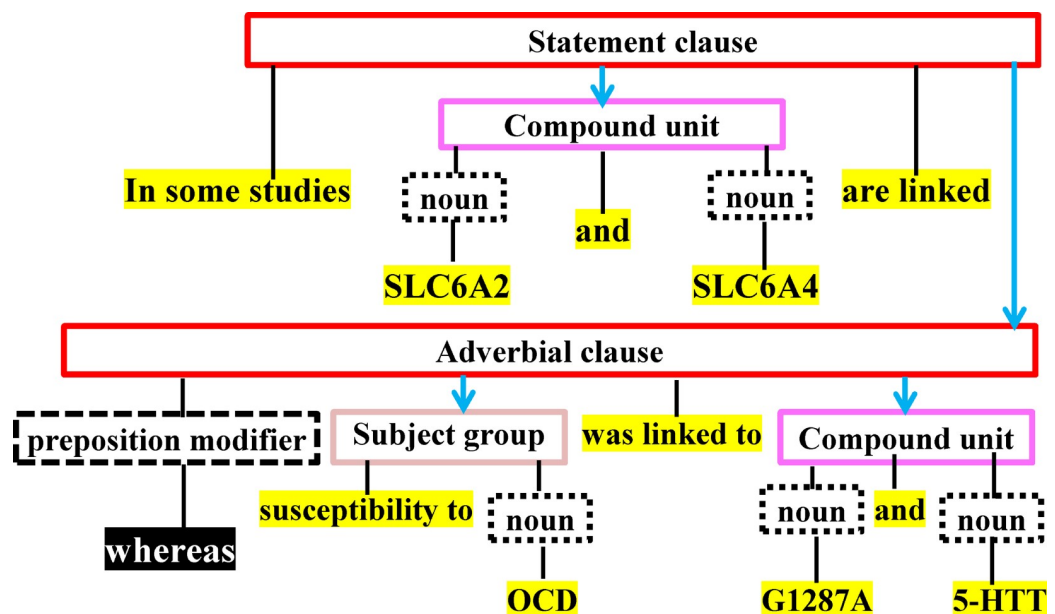 Statement clause
Compound unit
In some studies
noun
noun
are linked
and
SLC6A2
SLC6A4
Adverbial clause
preposition modifier
Subject group
was linked to
Compound unit
susceptibility to
noun
noun
and
noun
whereas
OCD
G1287A
5-HTT